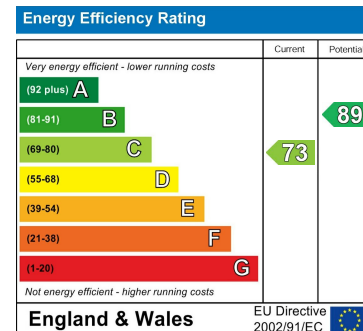 Energy Efficiency Rating
Current Potential
Very energy efficient - lower running costs
(92 plus) A
(81-91) B
89
(69-80) C
73
(55-68) D
(39-54) E
(21-38) F
(1-20) G
Not energy efficient - higher running costs
England & Wales
EU Directive
2002/91/EC